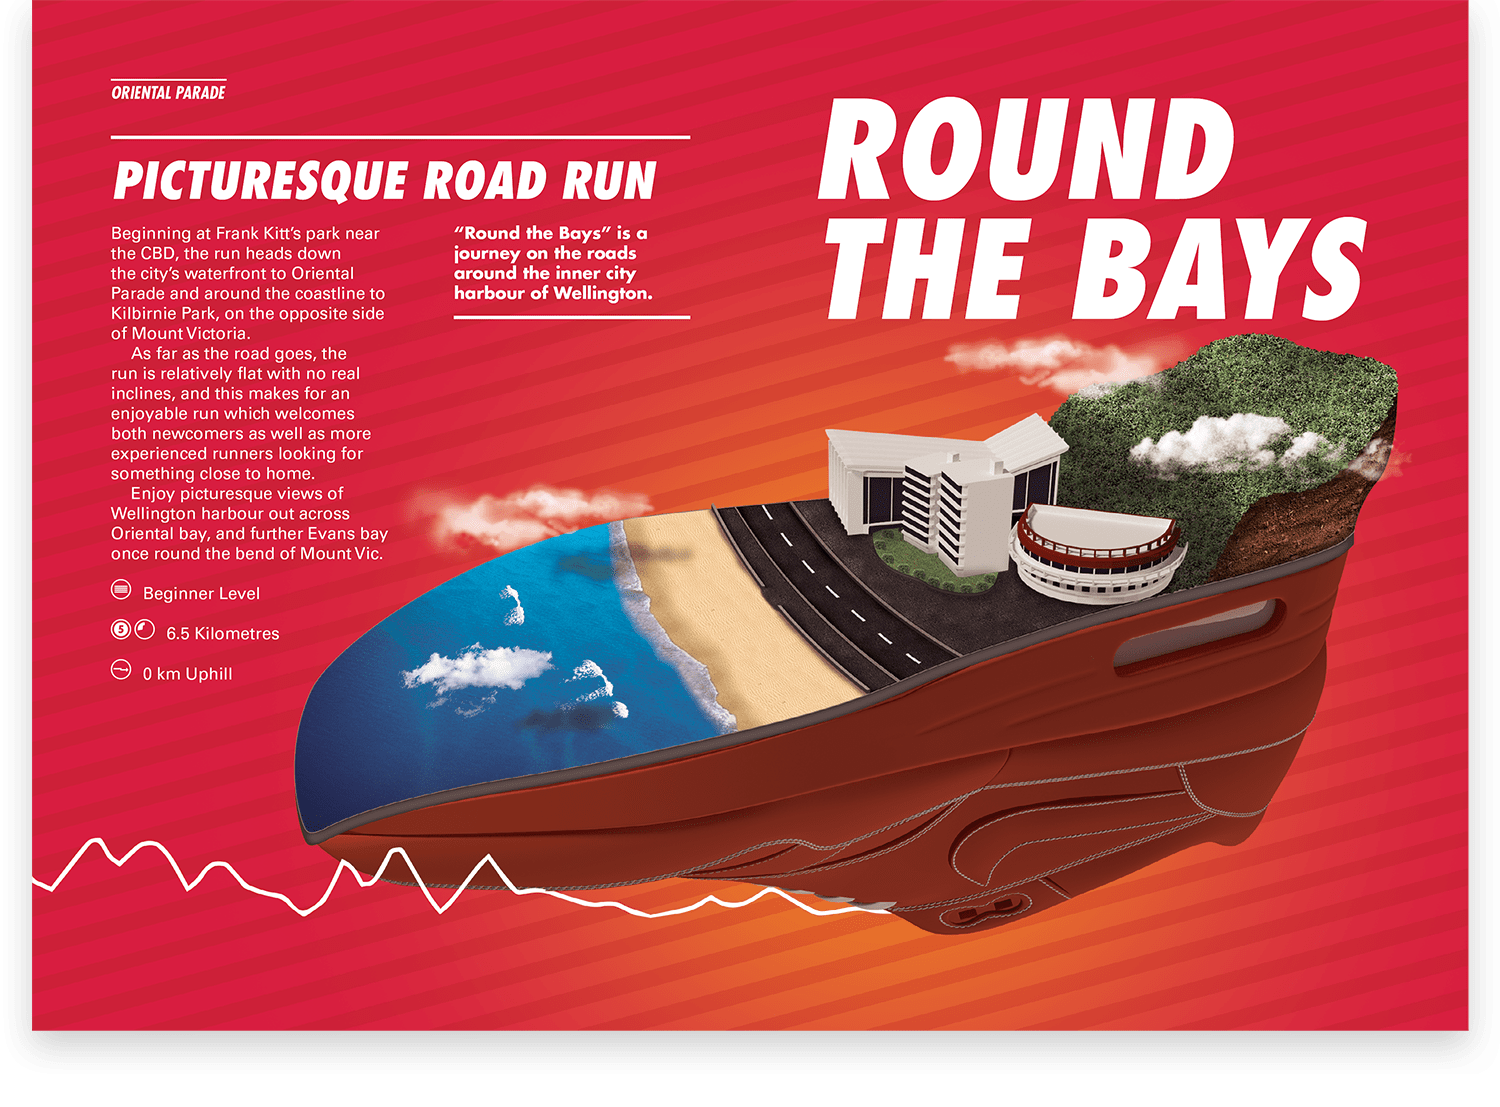 ORIENTAL PARADE
PICTURESQUE ROAD RUN
Beginning at Frank Kitt’s park near
the CBD, the run heads down
the city’s waterfront to Oriental
Parade and around the coastline to
Kilbirnie Park, on the opposite side
of Mount Victoria.
As far as the road goes, the
run is relatively flat with no real
inclines, and this makes for an
enjoyable run which welcomes
both newcomers as well as more
experienced runners looking for
something close to home.
Enjoy picturesque views of
Wellington harbour out across
Oriental bay, and further Evans bay
once round the bend of Mount Vic.
Beginner Level
5 6.5 Kilometres
0 km Uphill
“Round the Bays” is a
journey on the roads
around the inner city
harbour of Wellington.
ROUND
THE BAYS